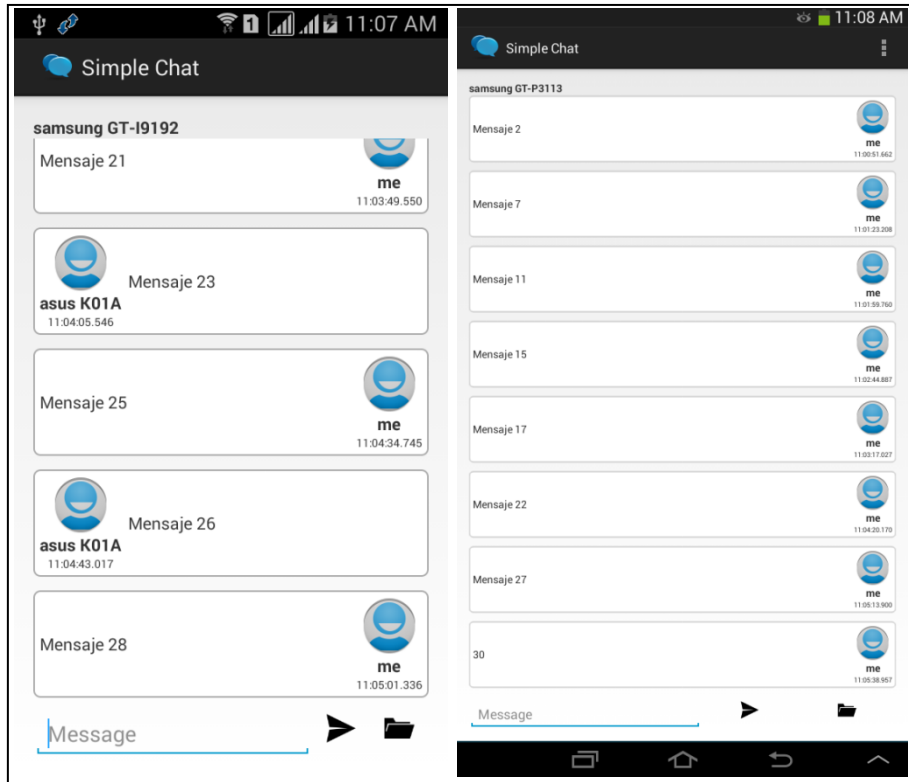 11:07 AM
Simple Chat
samsung GT-I9192
Mensaje 21
me
11:03:49.550
Mensaje 23
asus K01A
11:04:05.546
Mensaje 25
me
11:04:34.745
Mensaje 26
asus K01A
11:04:43.017
Mensaje 28
me
11:05:01.336
Message
11:08 AM
Simple Chat
samsung GT-P3113
Mensaje 2
me
11:00:51.662
Mensaje 7
me
11:01:23.208
Mensaje 11
me
11:01:59.760
Mensaje 15
me
11:02:44.887
Mensaje 17
me
11:03:17.027
Mensaje 22
me
11:04:20.170
Mensaje 27
me
11:05:13.900
30
me
11:05:38.957
Message